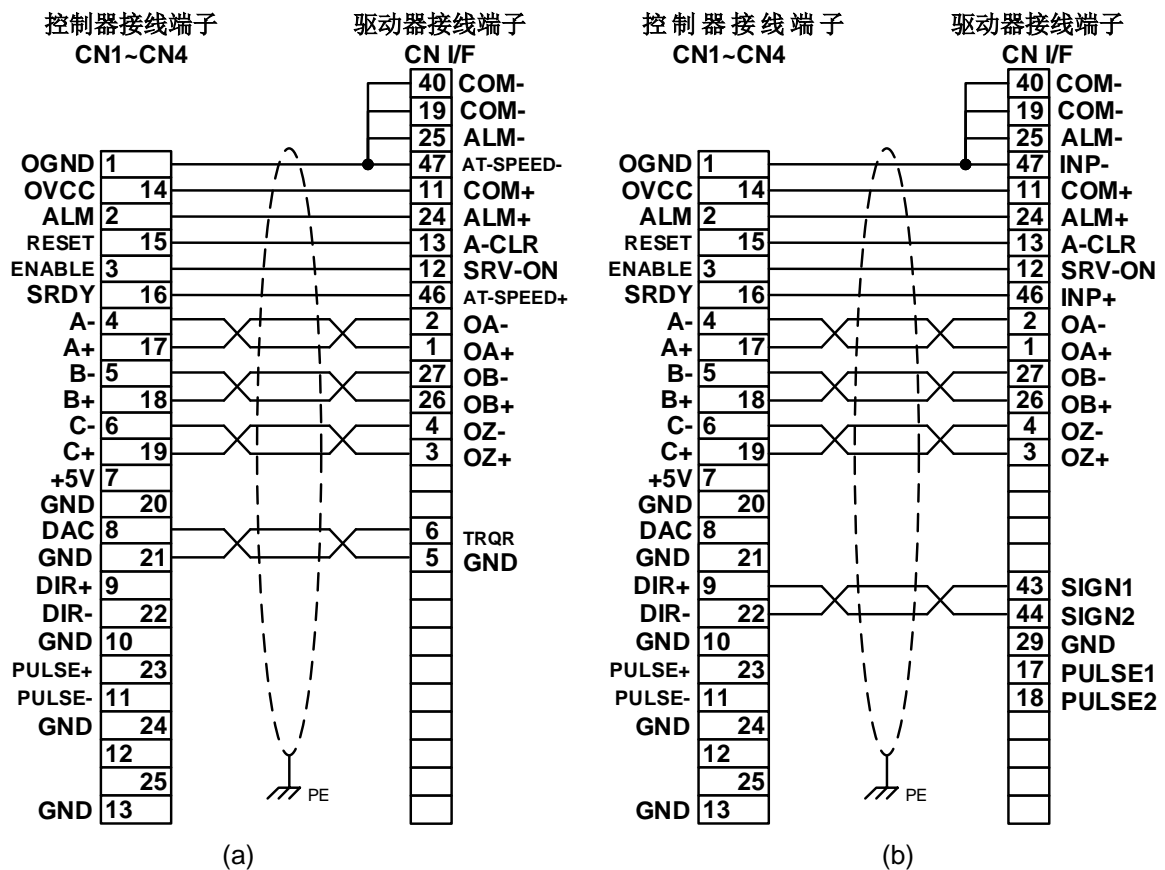 控制器接线端子 驱动器接线端子
CN1~CN4 CN I/F
40 COM-
19 COM-
25 ALM-
OGND 1 47 AT-SPEED-
OVCC 14 11 COM+
ALM 2 24 ALM+
RESET 15 13 A-CLR
ENABLE 3 12 SRV-ON
SRDY 16 46 AT-SPEED+
A- 4 2 OA-
A+ 17 1 OA+
B- 5 27 OB-
B+ 18 26 OB+
C- 6 4 OZ-
C+ 19 3 OZ+
+5V 7
GND 20
DAC 8 6 TRQR
GND 21 5 GND
DIR+ 9
DIR- 22
GND 10
PULSE+ 23
PULSE- 11
GND 24
12
25
GND 13
PE
(a)
控制器接线端子 驱动器接线端子
CN1~CN4 CN I/F
40 COM-
19 COM-
25 ALM-
OGND 1 47 INP-
OVCC 14 11 COM+
ALM 2 24 ALM+
RESET 15 13 A-CLR
ENABLE 3 12 SRV-ON
SRDY 16 46 INP+
A- 4 2 OA-
A+ 17 1 OA+
B- 5 27 OB-
B+ 18 26 OB+
C- 6 4 OZ-
C+ 19 3 OZ+
+5V 7
GND 20
DAC 8
GND 21
DIR+ 9 43 SIGN1
DIR- 22 44 SIGN2
GND 10 29 GND
PULSE+ 23 17 PULSE1
PULSE- 11 18 PULSE2
GND 24
12
25
GND 13
PE
(b)